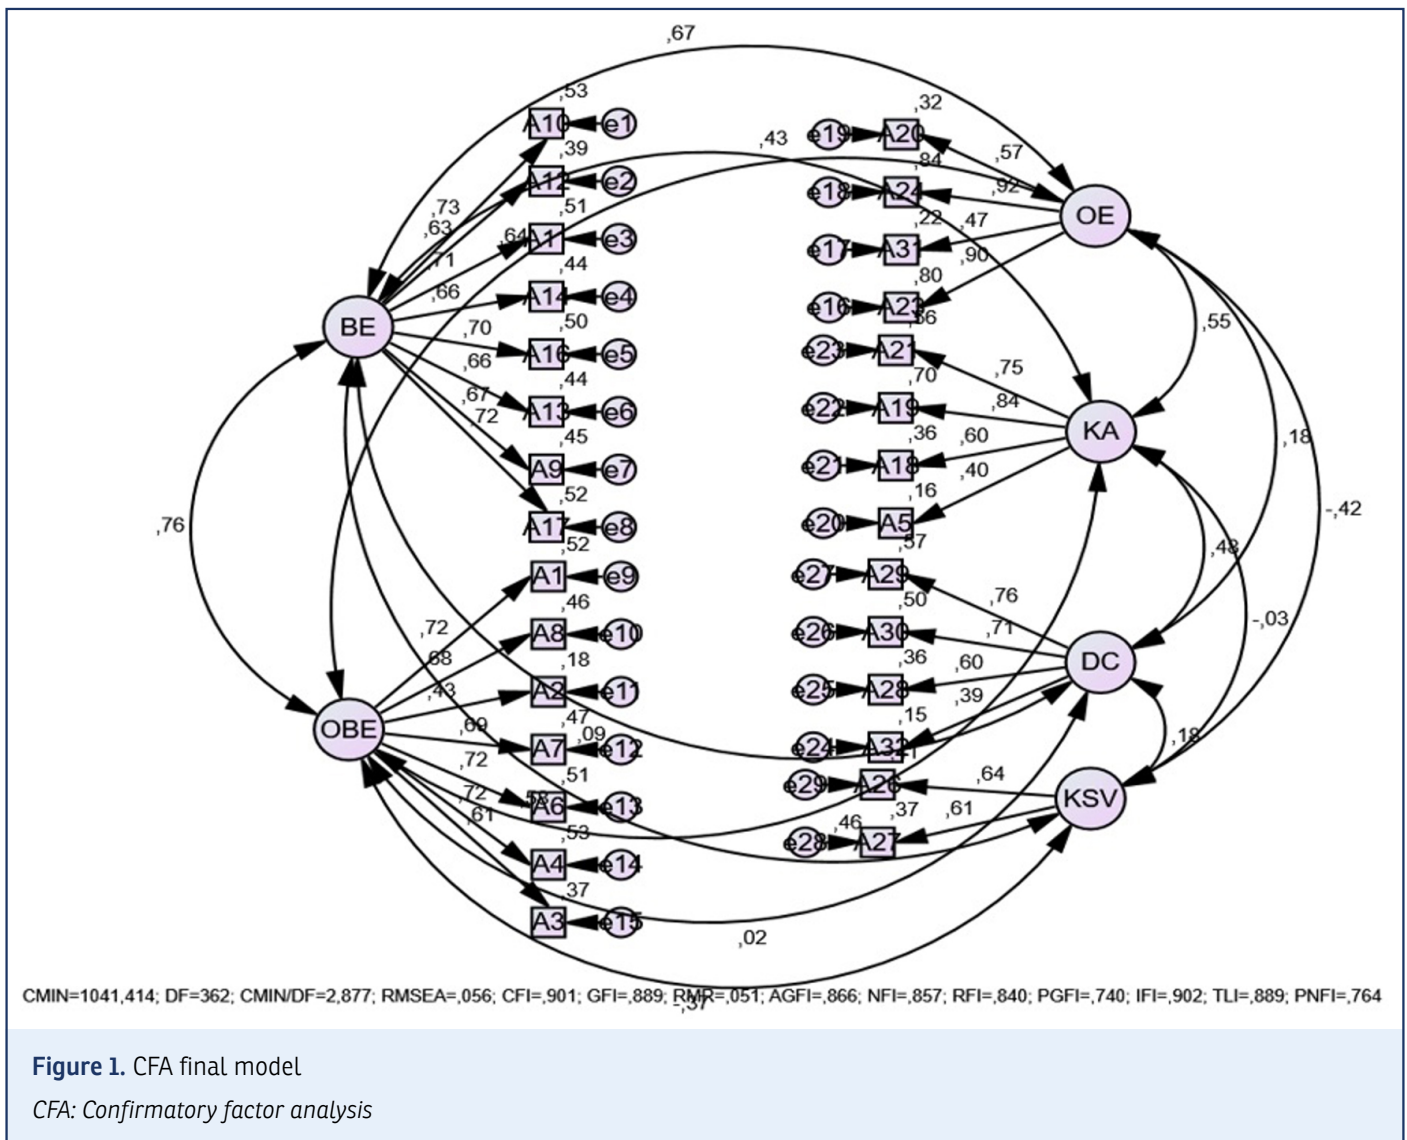 ,67
,53
A10 e1
,39
A12 e2
,51
A11 e3
,44
A14 e4
,50
A16 e5
,44
A13 e6
,45
A9 e7
,52
A17 e8
,73
,63
,64
,71
,66
,70
,66
,67
,72
BE
,43
,32
e19 A20
,84
e18 A24
,22
e17 A31
,80
e16 A23
,57
,92
,47
,90
OE
e23 A21
,70
e22 A19
,36
e21 A18
,16
e20 A5
,75
,84
,60
,40
KA
,55
,18
-,42
,76
,52
A1 e9
,46
A8 e10
,18
A2 e11
,47
,09
A7 e12
,51
A6 e13
,53
A4 e14
,37
A3 e15
,72
,68
,43
,69
,72
,72
,61
OBE
,57
e27 A29
,50
e26 A30
,36
e25 A28
,15
e24 A32
,76
,71
,60
,39
DC
,48
-,03
,18
e29 A26
,37
,46
e28 A27
,64
,61
KSV
,02
-,37
CMIN=1041,414; DF=362; CMIN/DF=2,877; RMSEA=,056; CFI=,901; GFI=,889; RMR=,051; AGFI=,866; NFI=,857; RFI=,840; PGFI=,740; IFI=,902; TLI=,889; PNFI=,764
Figure 1. CFA final model
CFA: Confirmatory factor analysis